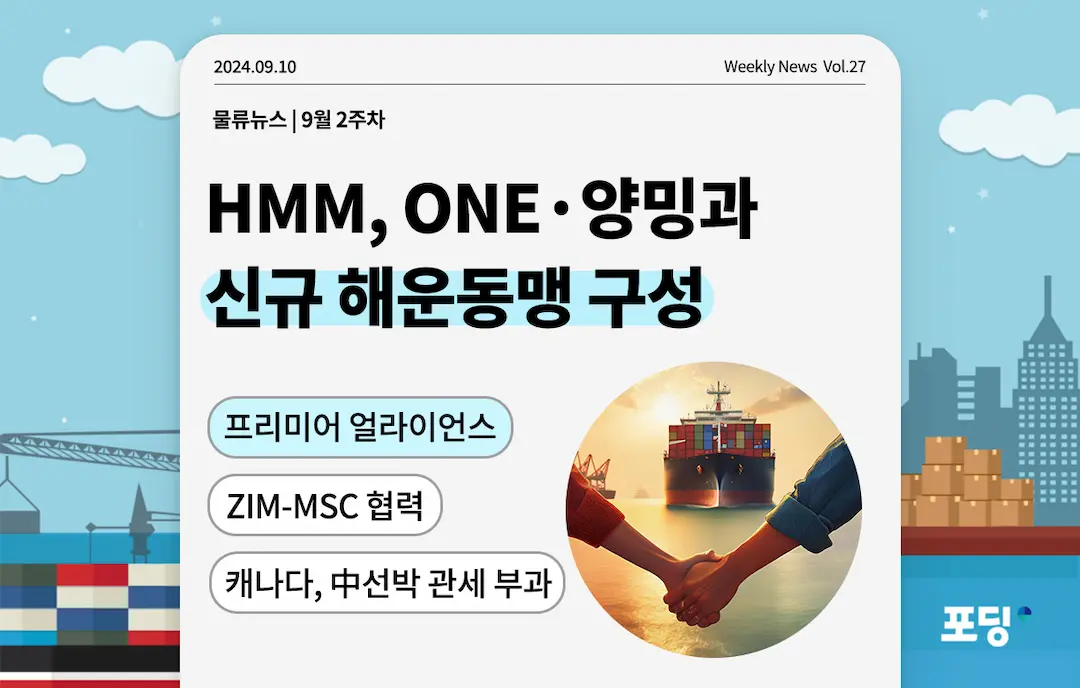 2024.09.10
Weekly News Vol.27
물류뉴스 | 9월 2주차
HMM, ONE·양밍과
신규 해운동맹 구성
프리미어 얼라이언스
ZIM-MSC 협력
캐나다, 中선박 관세 부과
포딩